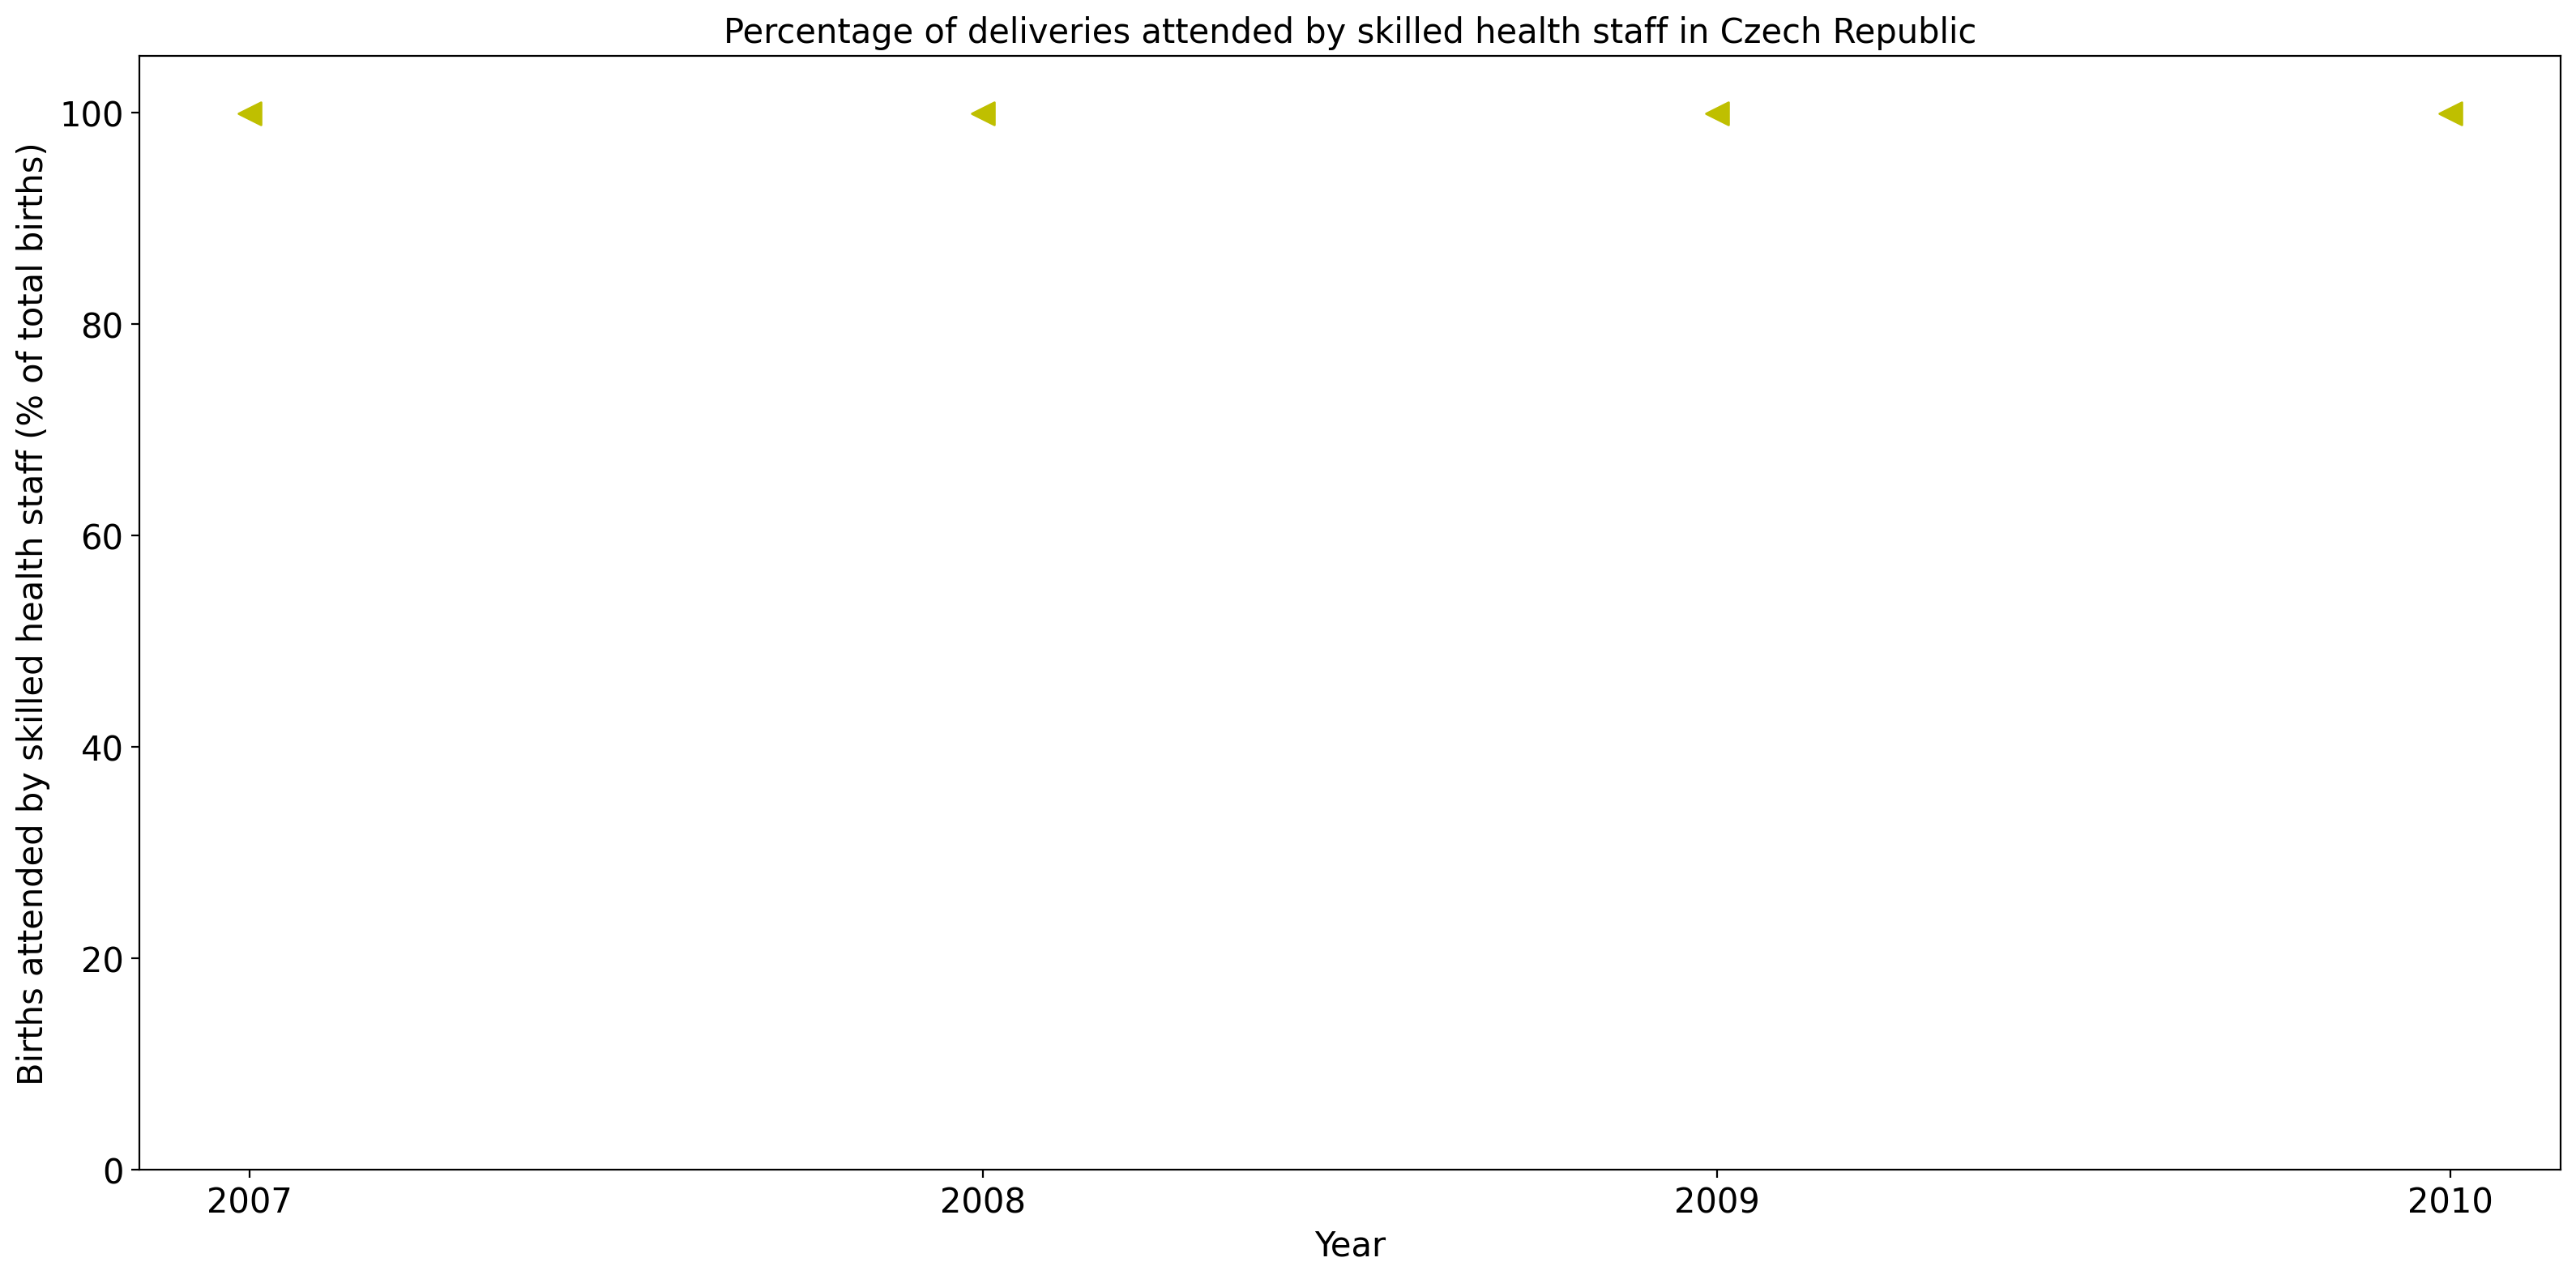 Percentage of deliveries attended by skilled health staff in Czech Republic
Births attended by skilled health staff (% of total births)
100
80
60
40
20
0
2007 2008 2009 2010
Year